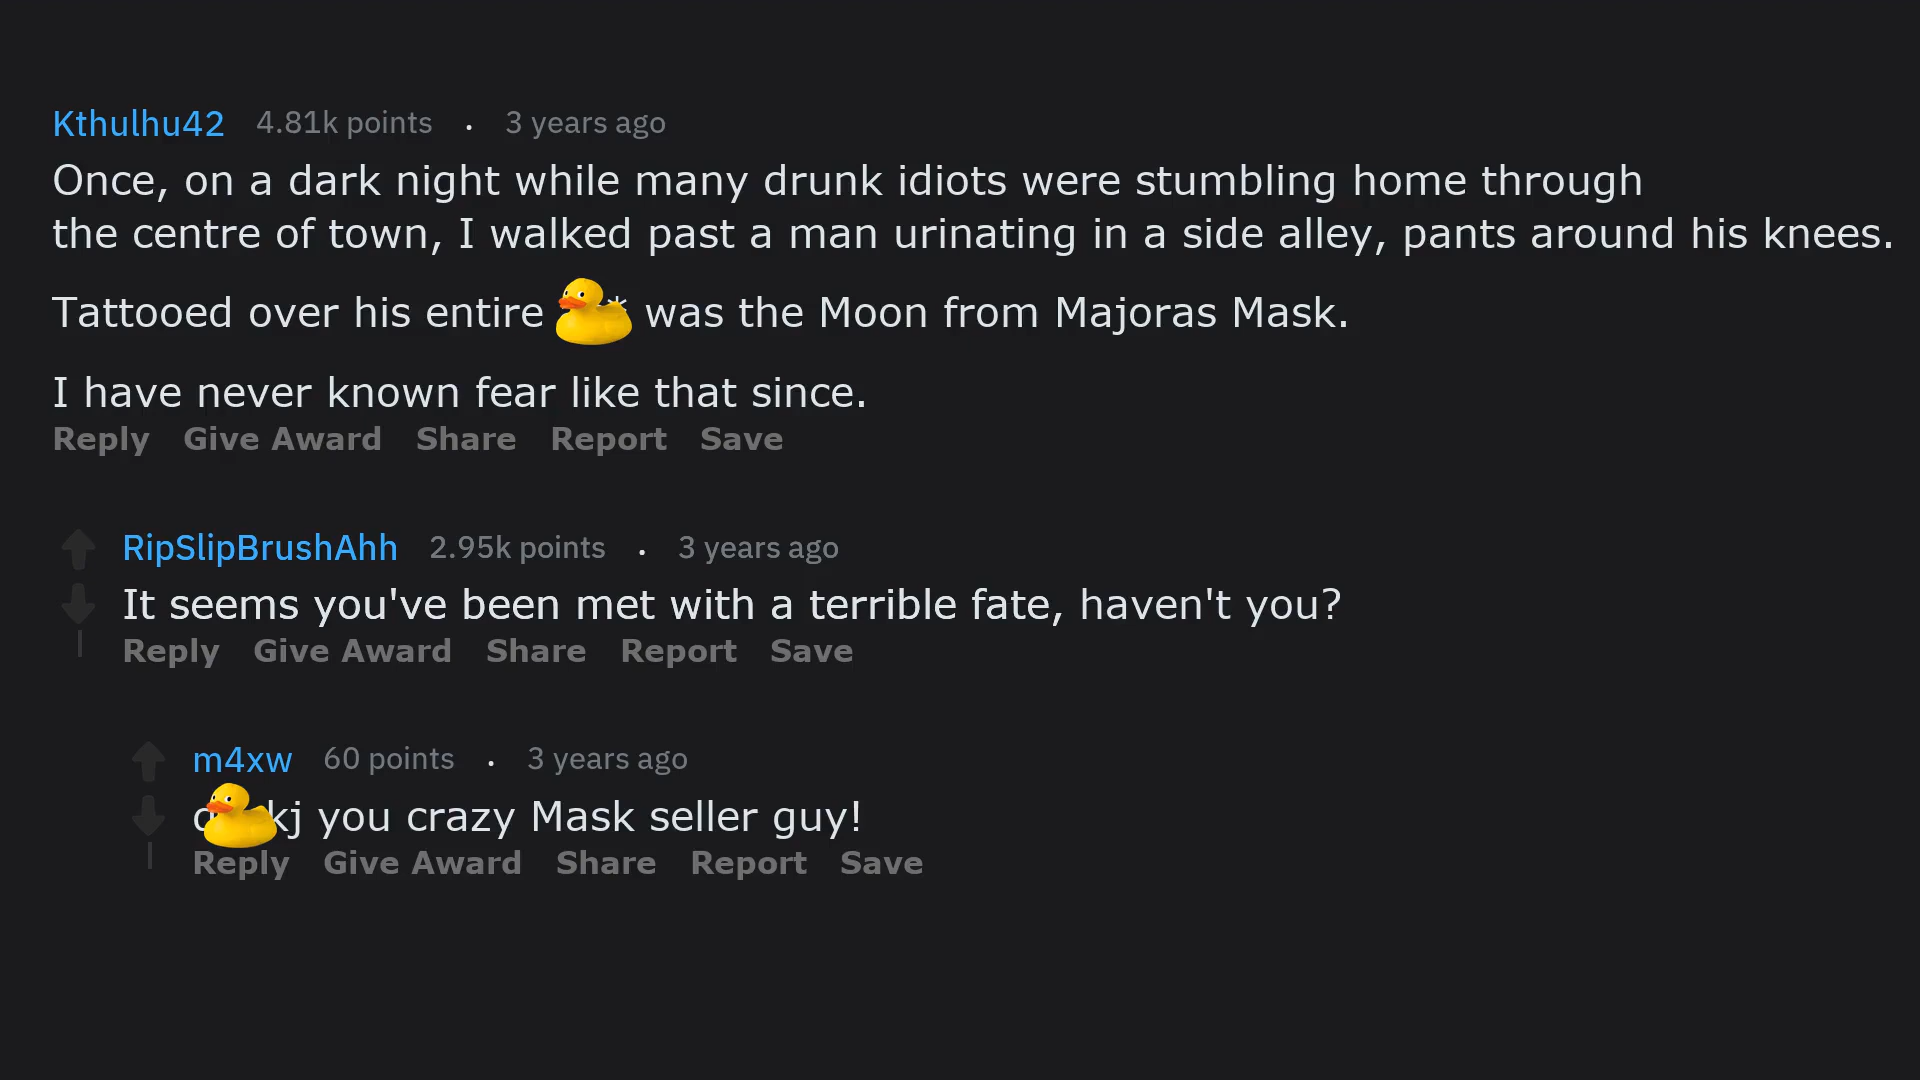 Kthulhu42 4.81k points . 3 years ago
Once, on a dark night while many drunk idiots were stumbling home through
the centre of town, I walked past a man urinating in a side alley, pants around his knees.
Tattooed over his entire * was the Moon from Majoras Mask.
I have never known fear like that since.
Reply Give Award Share Report Save
RipSlipBrushAhh 2.95k points . 3 years ago
It seems you've been met with a terrible fate, haven't you?
Reply Give Award Share Report Save
m4xw 60 points . 3 years ago
you crazy Mask seller guy!
Reply Give Award Share Report Save